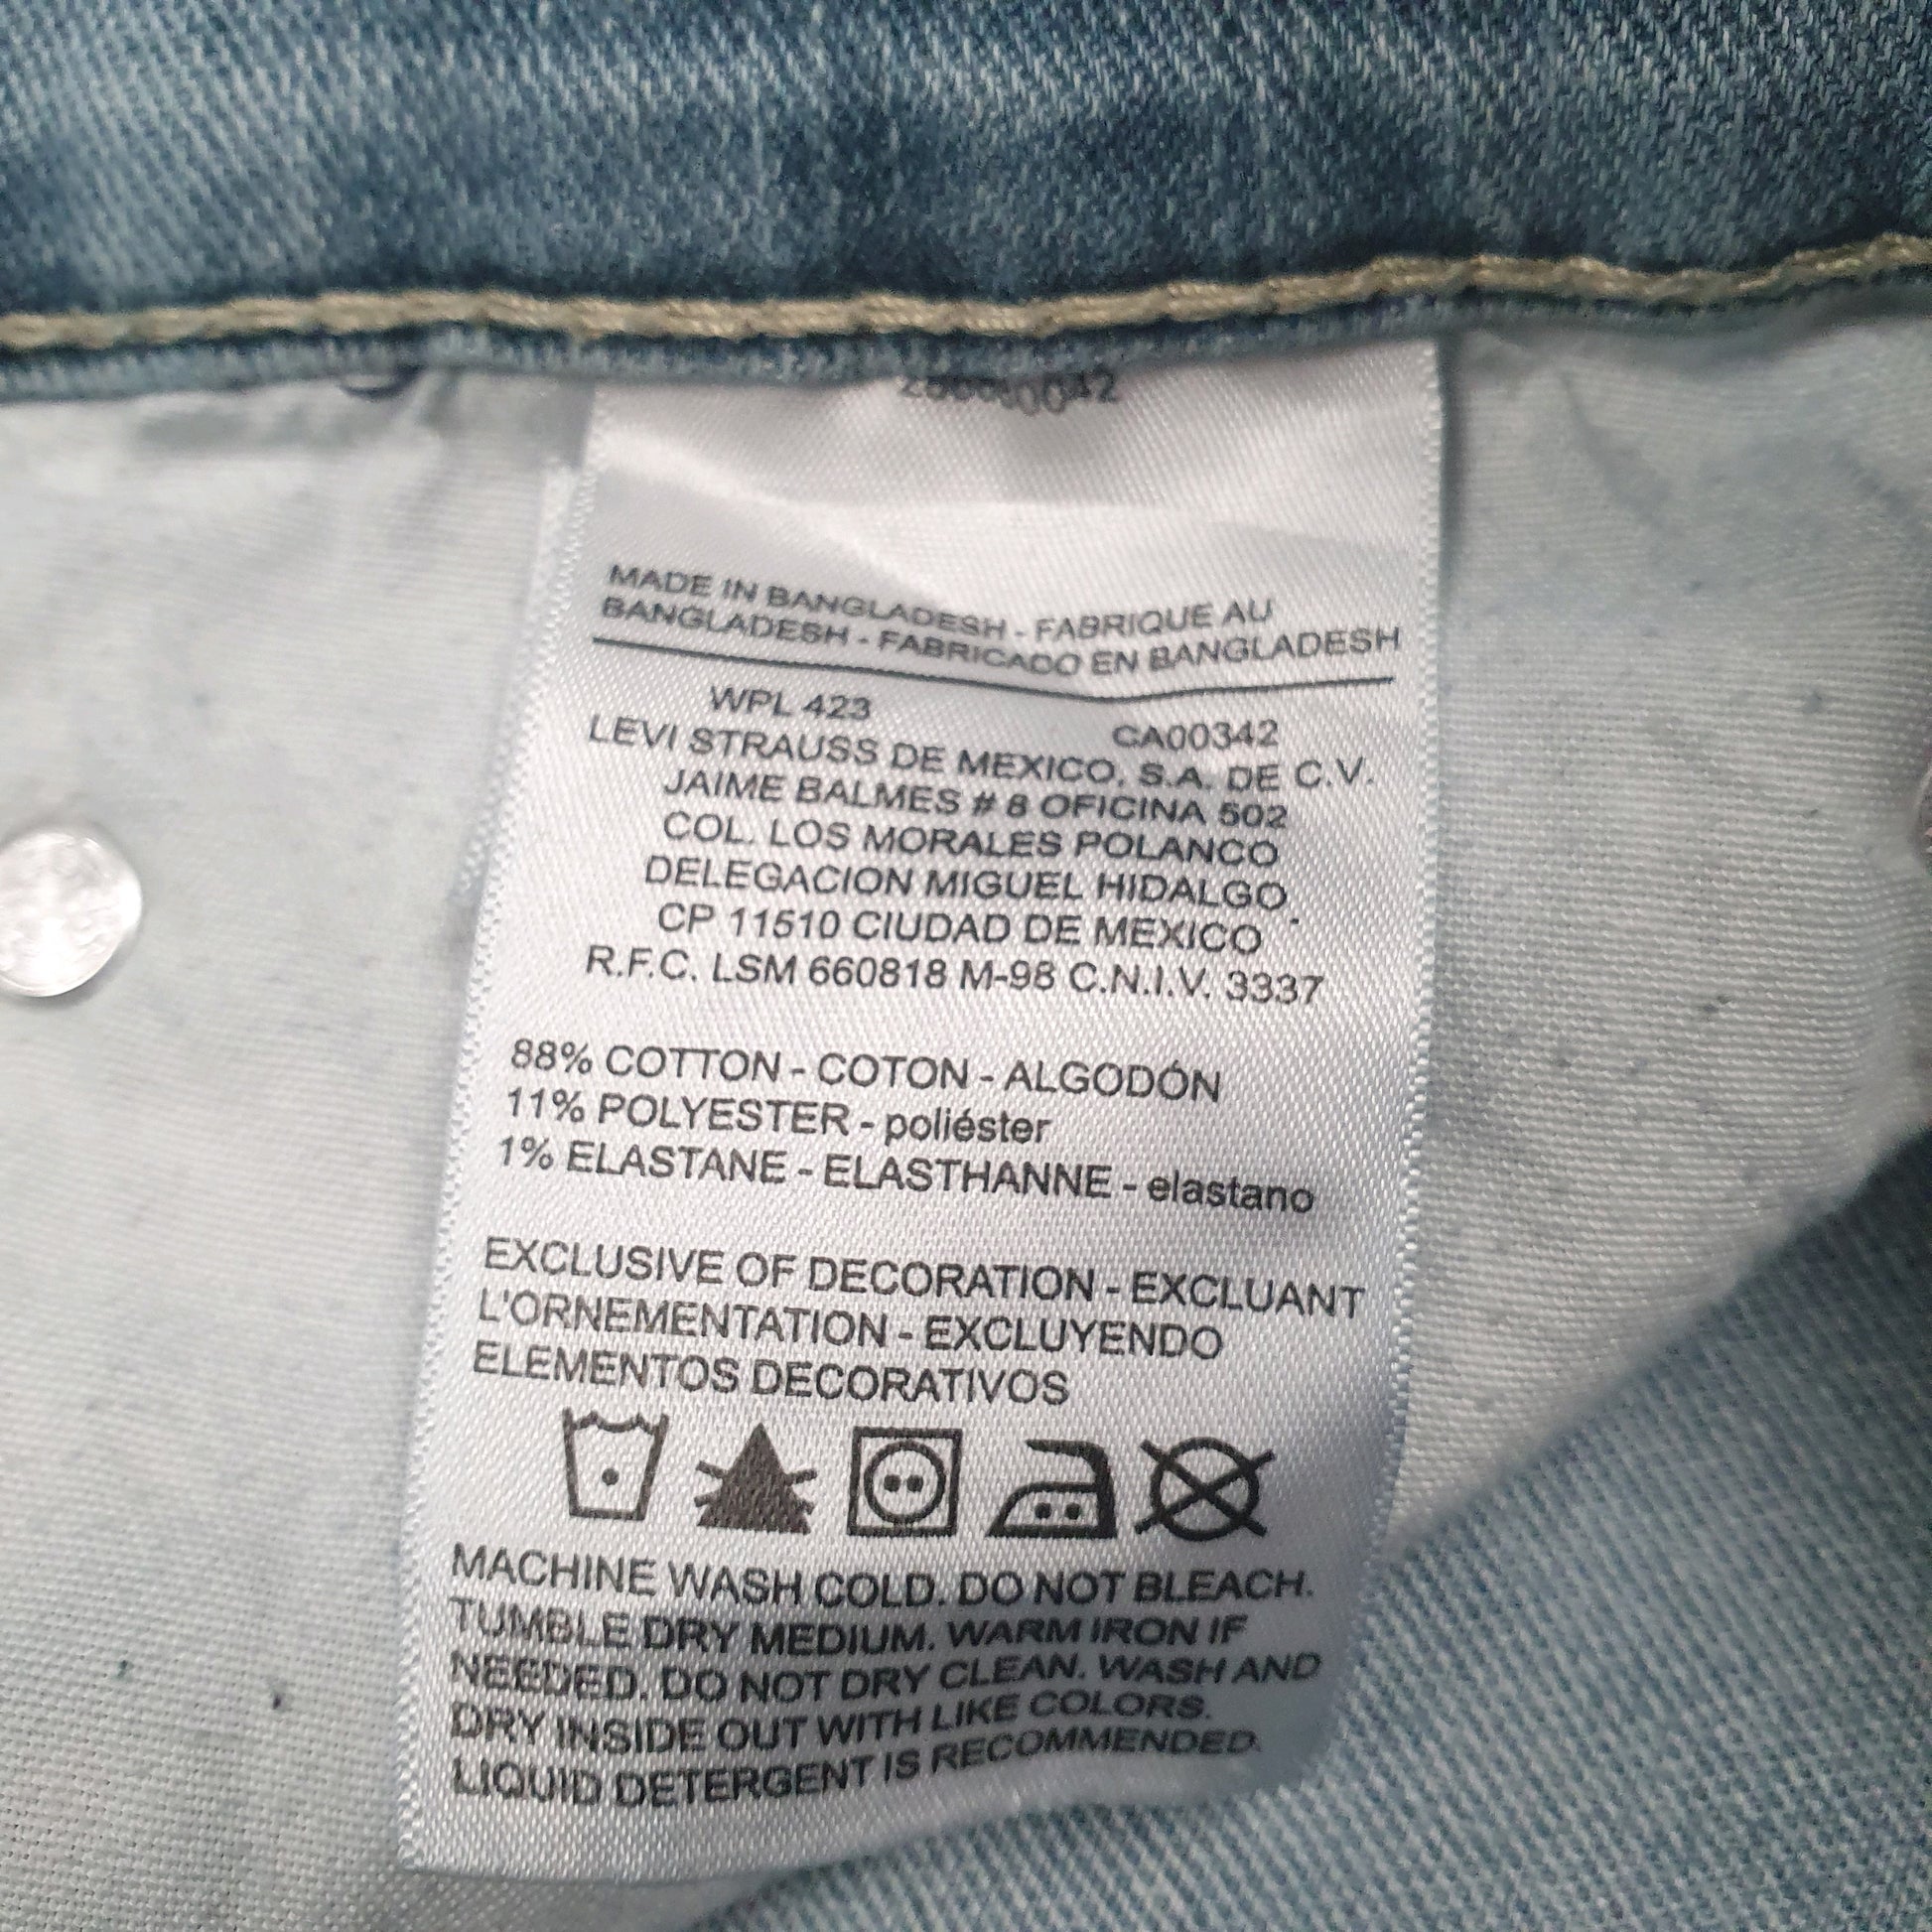 MADE IN BANGLADESH - FABRIQUE AU
BANGLADESH - FABRICADO EN BANGLADESH
WPL 423 CA00342
LEVI STRAUSS DE MEXICO, S.A. DE C.V.
JAIME BALMES # 8 OFICINA 502
COL. LOS MORALES POLANCO
DELEGACION MIGUEL HIDALGO.
CP 11510 CIUDAD DE MEXICO
R.F.C. LSM 660818 M-98 C.N.I.V. 3337
88% COTTON - COTON - ALGODÓN
11% POLYESTER - poliéster
1% ELASTANE - ELASTHANNE - elastano
EXCLUSIVE OF DECORATION - EXCLUANT
L'ORNEMENTATION - EXCLUYENDO
ELEMENTOS DECORATIVOS
MACHINE WASH COLD. DO NOT BLEACH.
TUMBLE DRY MEDIUM. WARM IRON IF
NEEDED. DO NOT DRY CLEAN. WASH AND
DRY INSIDE OUT WITH LIKE COLORS.
LIQUID DETERGENT IS RECOMMENDED.